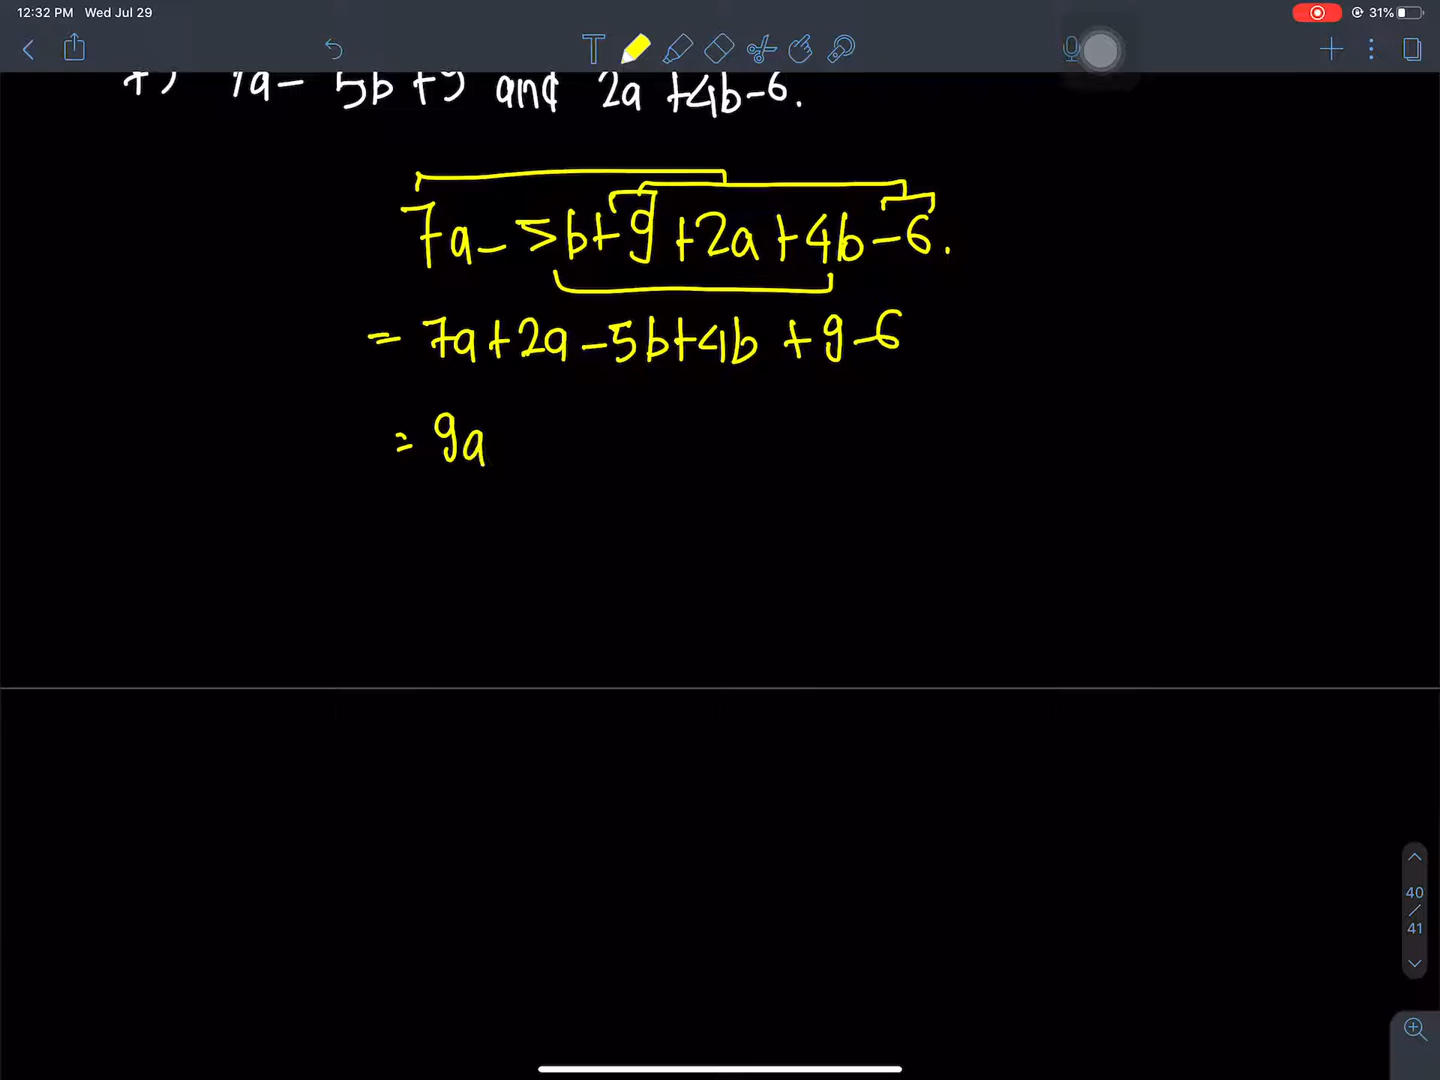 12:32 PM Wed Jul 29
31%
7a - 5b + 9 and 2a + 4b - 6.
7a - 5b + 9 + 2a + 4b - 6.
= 7a + 2a - 5b + 4b + 9 - 6
= 9a
40
/
41